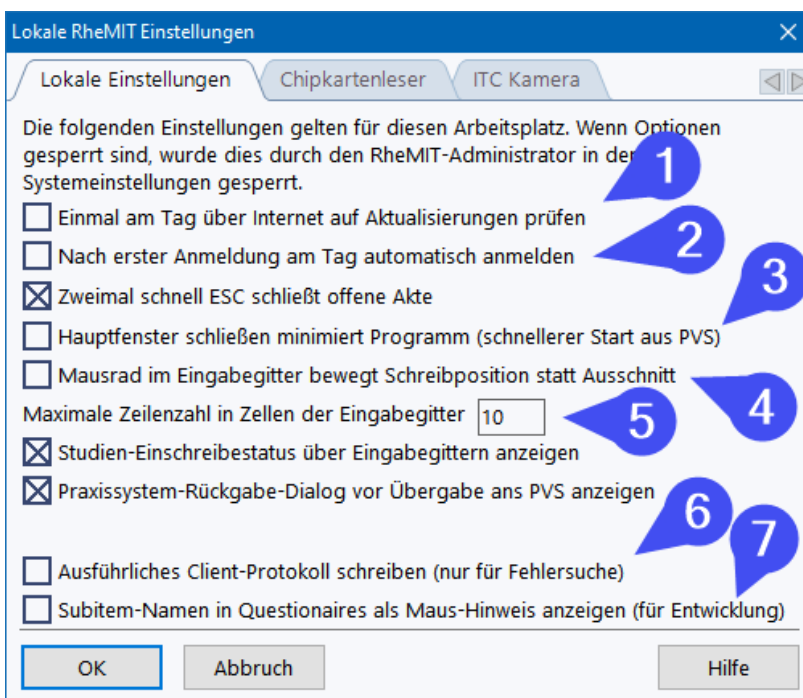 Lokale RheMIT Einstellungen
Lokale Einstellungen Chipkartenleser ITC Kamera
Die folgenden Einstellungen gelten für diesen Arbeitsplatz. Wenn Optionen
gesperrt sind, wurde dies durch den RheMIT-Administrator in den
Systemeinstellungen gesperrt.
1
Einmal am Tag über Internet auf Aktualisierungen prüfen
2
Nach erster Anmeldung am Tag automatisch anmelden
Zweimal schnell ESC schließt offene Akte
3
Hauptfenster schließen minimiert Programm (schnellerer Start aus PVS)
Mausrad im Eingabegitter bewegt Schreibposition statt Ausschnitt
4
Maximale Zeilenzahl in Zellen der Eingabegitter 10
5
Studien-Einschreibestatus über Eingabegittern anzeigen
Praxissystem-Rückgabe-Dialog vor Übergabe ans PVS anzeigen
6
7
Ausführliches Client-Protokoll schreiben (nur für Fehlersuche)
Subitem-Namen in Questionaires als Maus-Hinweis anzeigen (für Entwicklung)
OK Abbruch Hilfe